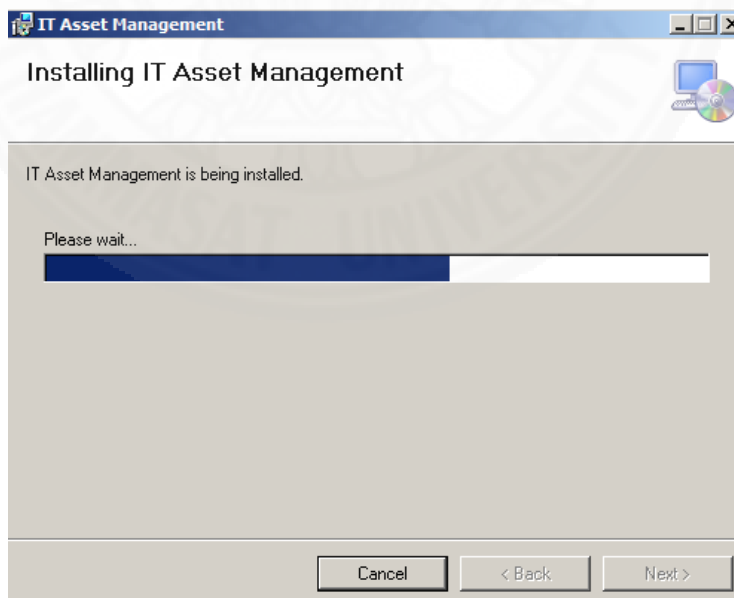 IT Asset Management
Installing IT Asset Management
IT Asset Management is being installed.
Please wait...
Cancel
< Back
Next >